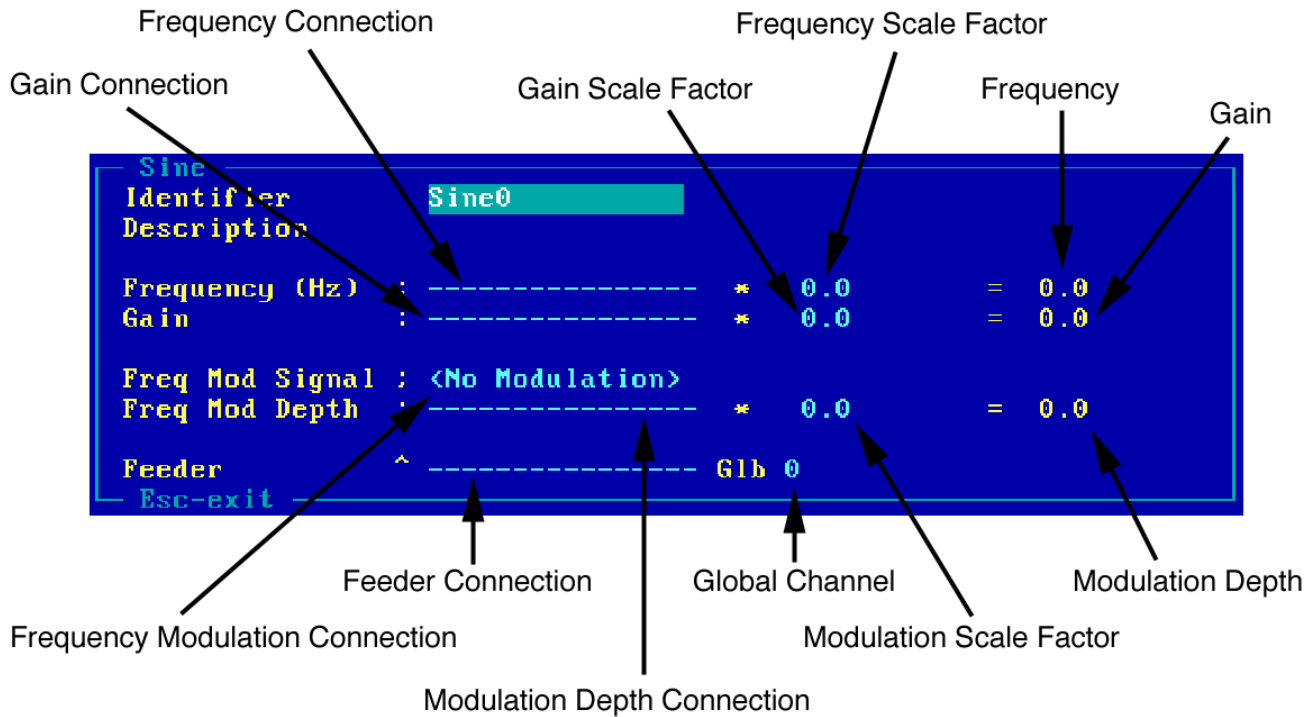 Frequency Connection
Frequency Scale Factor
Gain Connection
Gain Scale Factor
Frequency
Gain
Sine
Identifier Sine0
Description
Frequency (Hz) : ---------------- * 0.0 = 0.0
Gain : ---------------- * 0.0 = 0.0
Freq Mod Signal : <No Modulation>
Freq Mod Depth : ---------------- * 0.0 = 0.0
Feeder ^ ---------------- Glb 0
Esc-exit
Feeder Connection
Global Channel
Modulation Depth
Frequency Modulation Connection
Modulation Scale Factor
Modulation Depth Connection